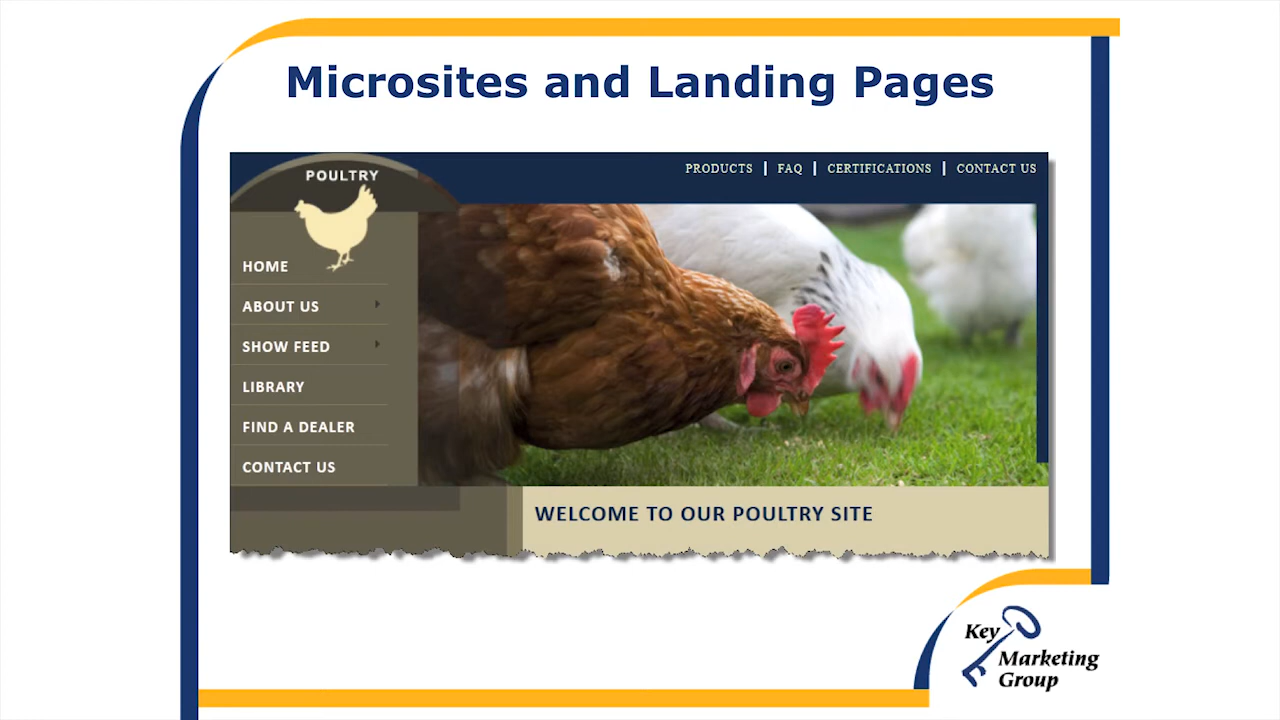 Microsites and Landing Pages
POULTRY
PRODUCTS | FAQ | CERTIFICATIONS | CONTACT US
HOME
ABOUT US
SHOW FEED
LIBRARY
FIND A DEALER
CONTACT US
WELCOME TO OUR POULTRY SITE
Key
Marketing
Group